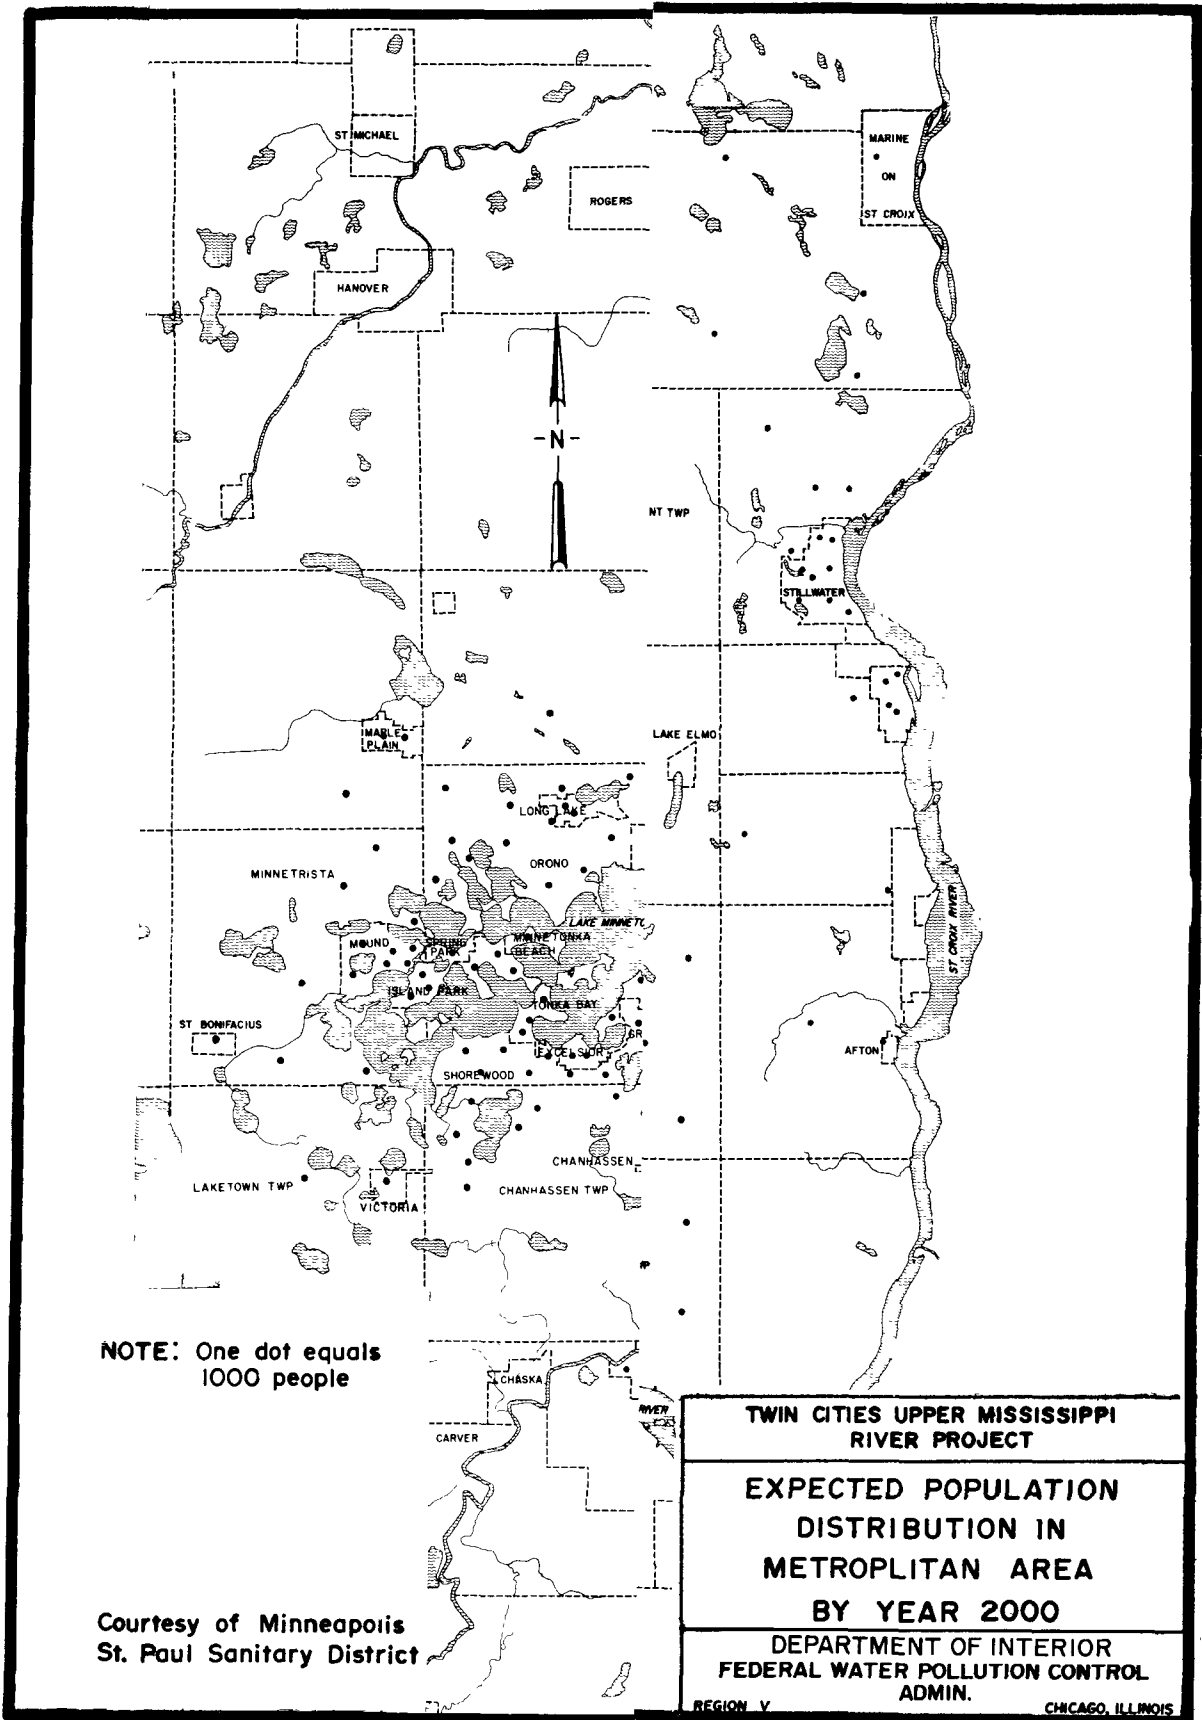 ST MICHAEL
MARINE
ON
ST CROIX
ROGERS
HANOVER
-N-
NT TWP
STILLWATER
MAPLE
PLAIN
LAKE ELMO
LONG LAKE
ORONO
MINNETRISTA
LAKE MINNETO
MOUND
SPRING
PARK
MINNETONKA
BEACH
ST CROIX RIVER
ISLAND PARK
TONKA BAY
ST BONIFACIUS
GR
EXCELSIOR
AFTON
SHOREWOOD
CHANHASSEN
LAKETOWN TWP
CHANHASSEN TWP
VICTORIA
NOTE: One dot equals
1000 people
CHASKA
RIVER
CARVER
TWIN CITIES UPPER MISSISSIPPI
RIVER PROJECT
EXPECTED POPULATION
DISTRIBUTION IN
METROPLITAN AREA
BY YEAR 2000
Courtesy of Minneapolis
St. Paul Sanitary District
DEPARTMENT OF INTERIOR
FEDERAL WATER POLLUTION CONTROL
ADMIN.
REGION V
CHICAGO, ILLINOIS